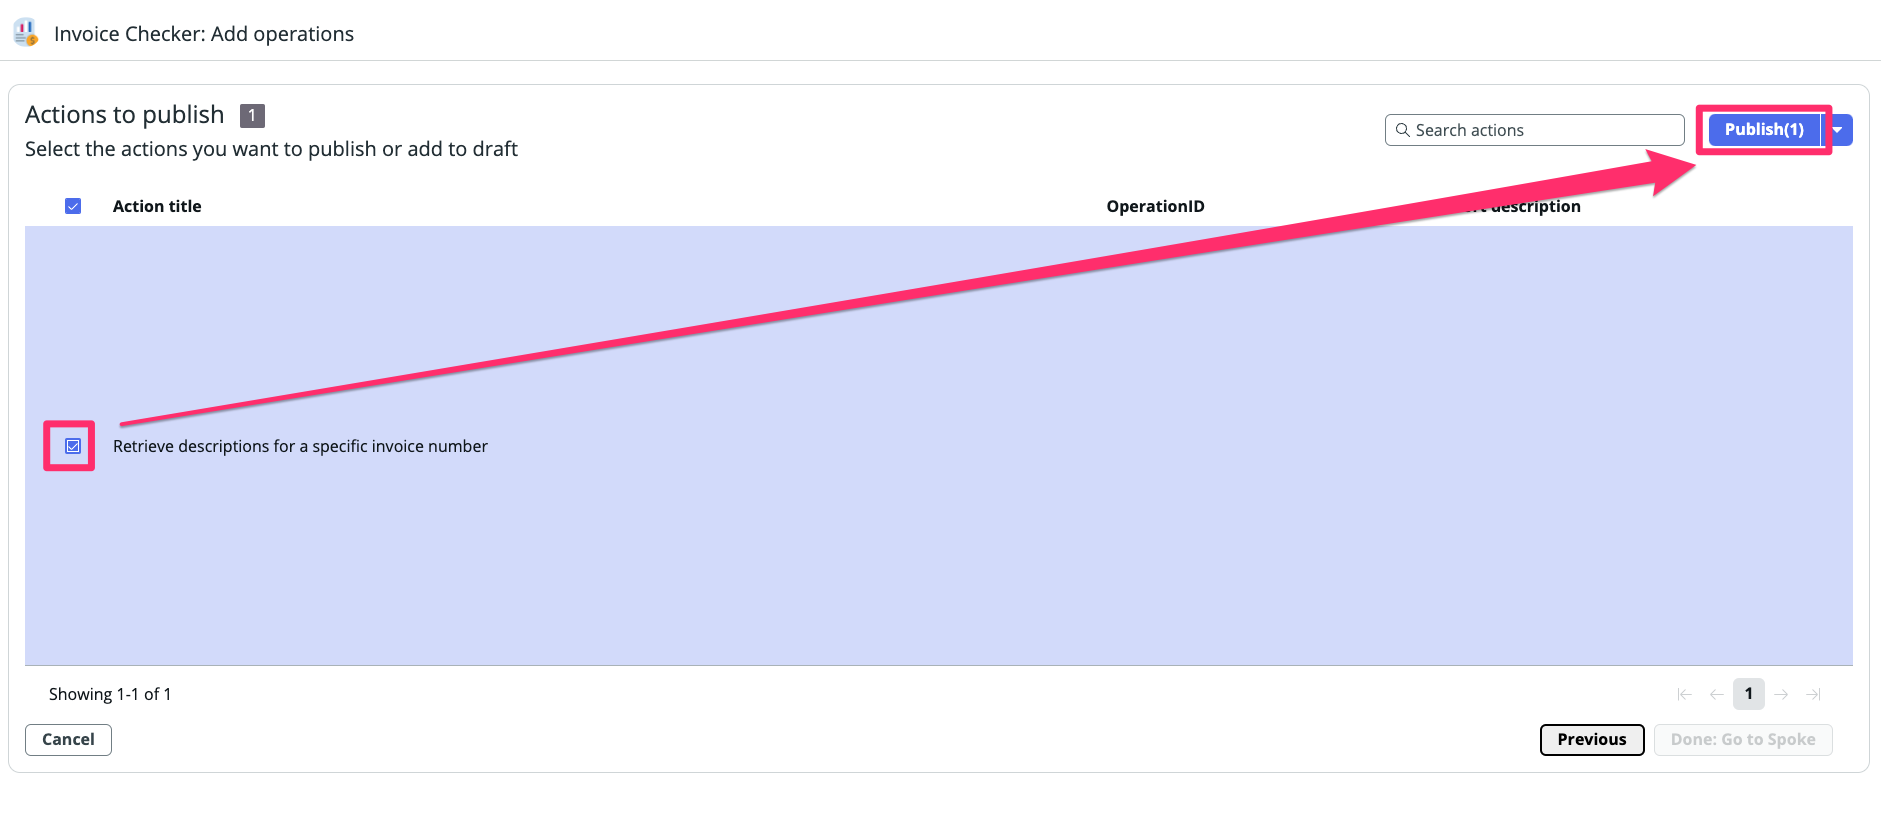 Invoice Checker: Add operations
Actions to publish 1
Select the actions you want to publish or add to draft
Search actions
Publish(1)
Action title
OperationID
description
Retrieve descriptions for a specific invoice number
Showing 1-1 of 1
1
Cancel
Previous
Done: Go to Spoke